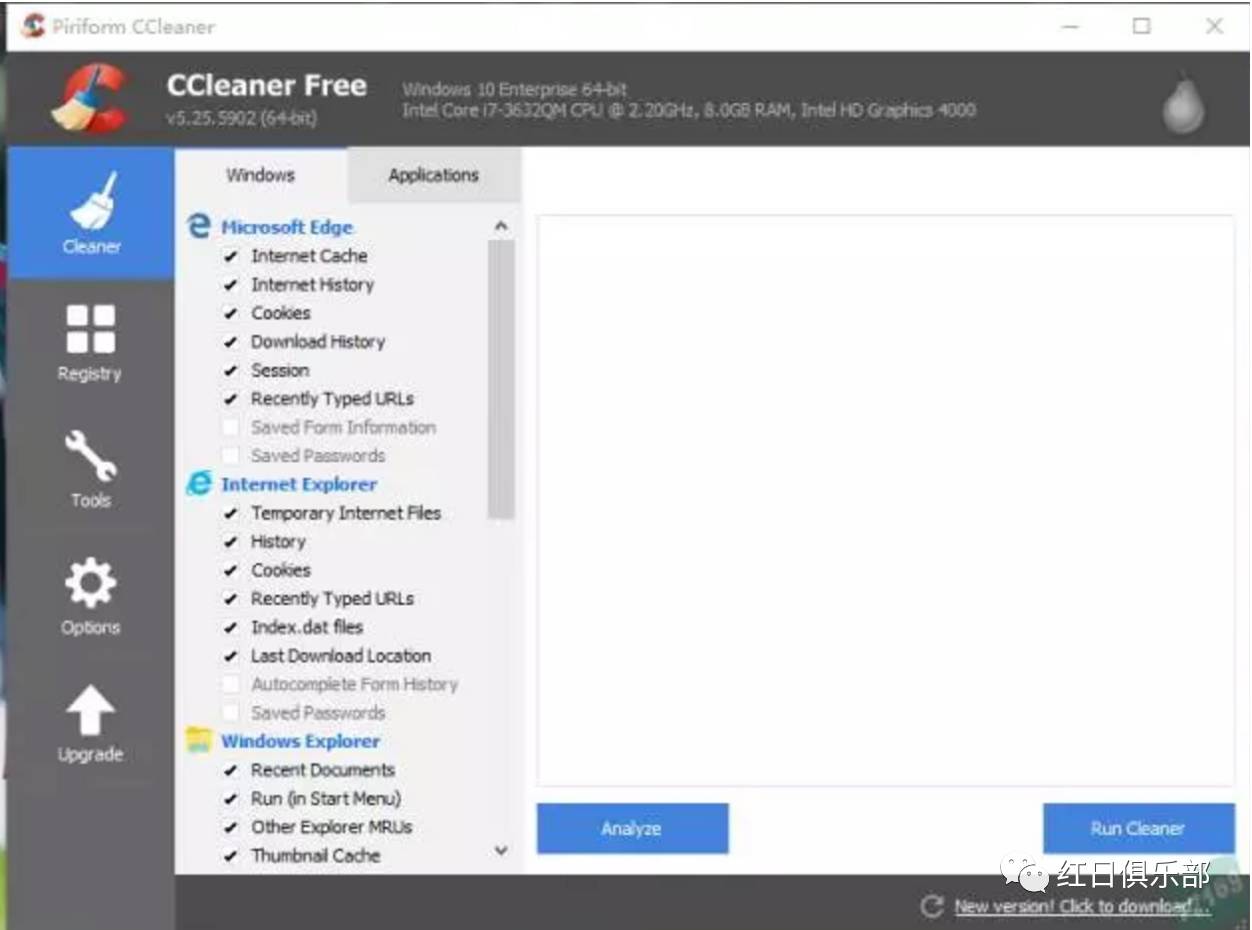 Piriform CCleaner
CCleaner Free
v5.25.5902 (64-bit)
Windows 10 Enterprise 64-bit
Intel Core i7-3632QM CPU @ 2.20GHz, 8.0GB RAM, Intel HD Graphics 4000
Cleaner
Registry
Tools
Options
Upgrade
Windows
Applications
Microsoft Edge
Internet Cache
Internet History
Cookies
Download History
Session
Recently Typed URLs
Saved Form Information
Saved Passwords
Internet Explorer
Temporary Internet Files
History
Cookies
Recently Typed URLs
Index.dat files
Last Download Location
Autocomplete Form History
Saved Passwords
Windows Explorer
Recent Documents
Run (in Start Menu)
Other Explorer MRUs
Thumbnail Cache
Analyze
Run Cleaner
红日俱乐部
New version! Click to download...